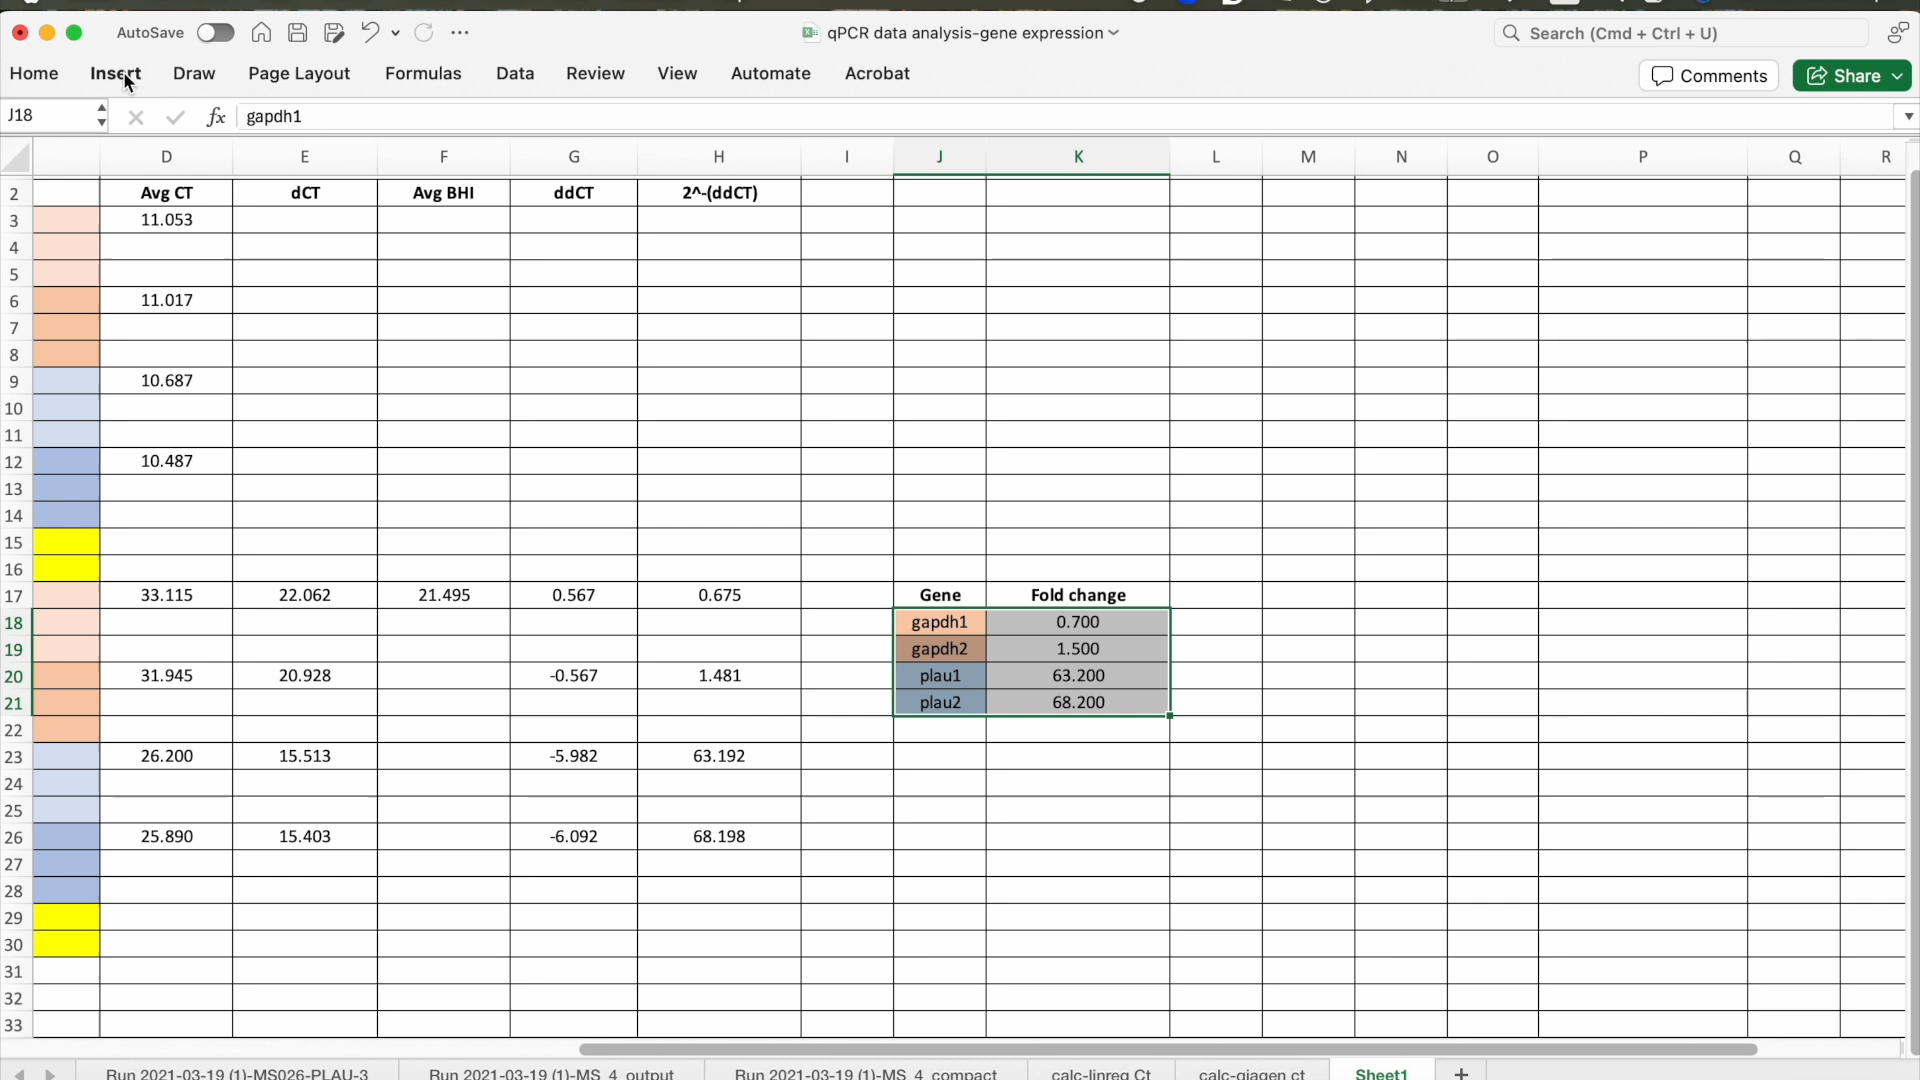 AutoSave
qPCR data analysis-gene expression
Search (Cmd + Ctrl + U)
Home Insert Draw Page Layout Formulas Data Review View Automate Acrobat
Comments Share
J18 fx gapdh1
D E F G H I J K L M N O P Q R
2 Avg CT dCT Avg BHI ddCT 2^-(ddCT)
3 11.053
4
5
6 11.017
7
8
9 10.687
10
11
12 10.487
13
14
15
16
17 33.115 22.062 21.495 0.567 0.675 Gene Fold change
18 gapdh1 0.700
19 gapdh2 1.500
20 31.945 20.928 -0.567 1.481 plau1 63.200
21 plau2 68.200
22
23 26.200 15.513 -5.982 63.192
24
25
26 25.890 15.403 -6.092 68.198
27
28
29
30
31
32
33
Run 2021-03-19 (1)-MS026-PLAU-3 Run 2021-03-19 (1)-MS_4_output Run 2021-03-19 (1)-MS_4_compact calc-linreg Ct calc-qiagen ct Sheet1 +